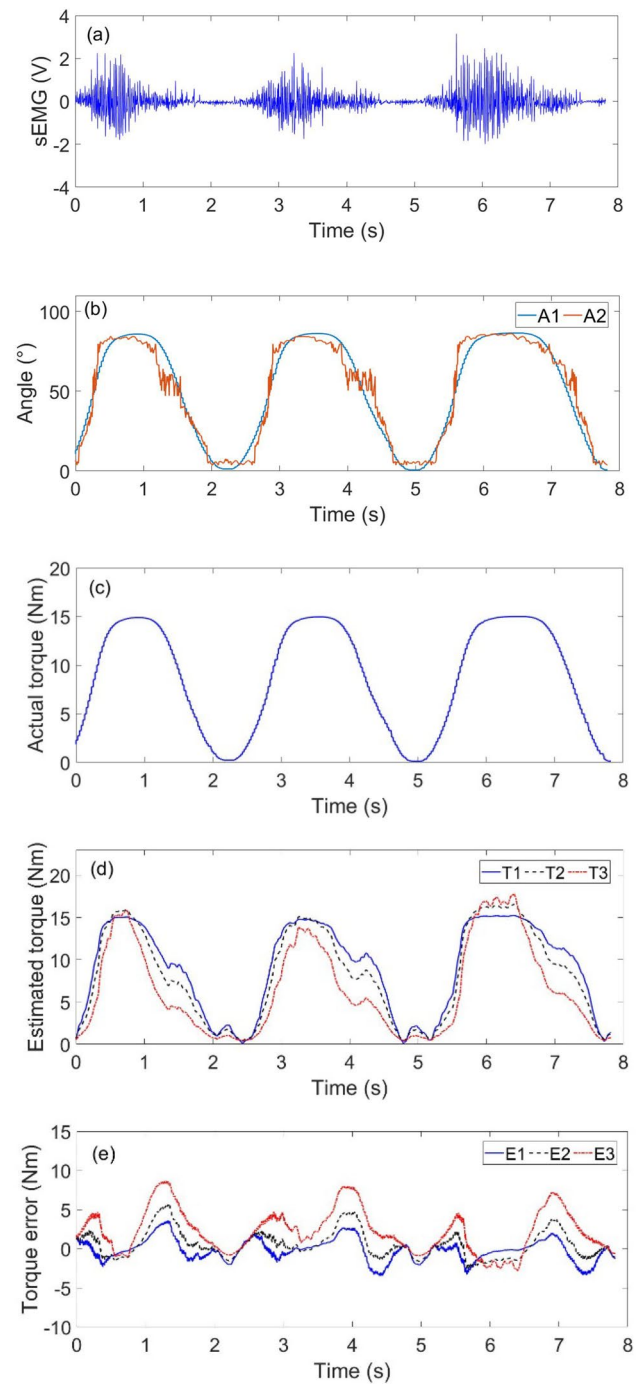 (a)
sEMG (V)
4
2
0
-2
-4
0 1 2 3 4 5 6 7 8
Time (s)
(b)
A1 A2
Angle (°)
100
50
0
0 1 2 3 4 5 6 7 8
Time (s)
(c)
Actual torque (Nm)
20
15
10
5
0
0 1 2 3 4 5 6 7 8
Time (s)
(d)
T1 T2 T3
Estimated torque (Nm)
20
15
10
5
0
0 1 2 3 4 5 6 7 8
Time (s)
(e)
E1 E2 E3
Torque error (Nm)
15
10
5
0
-5
-10
0 1 2 3 4 5 6 7 8
Time (s)